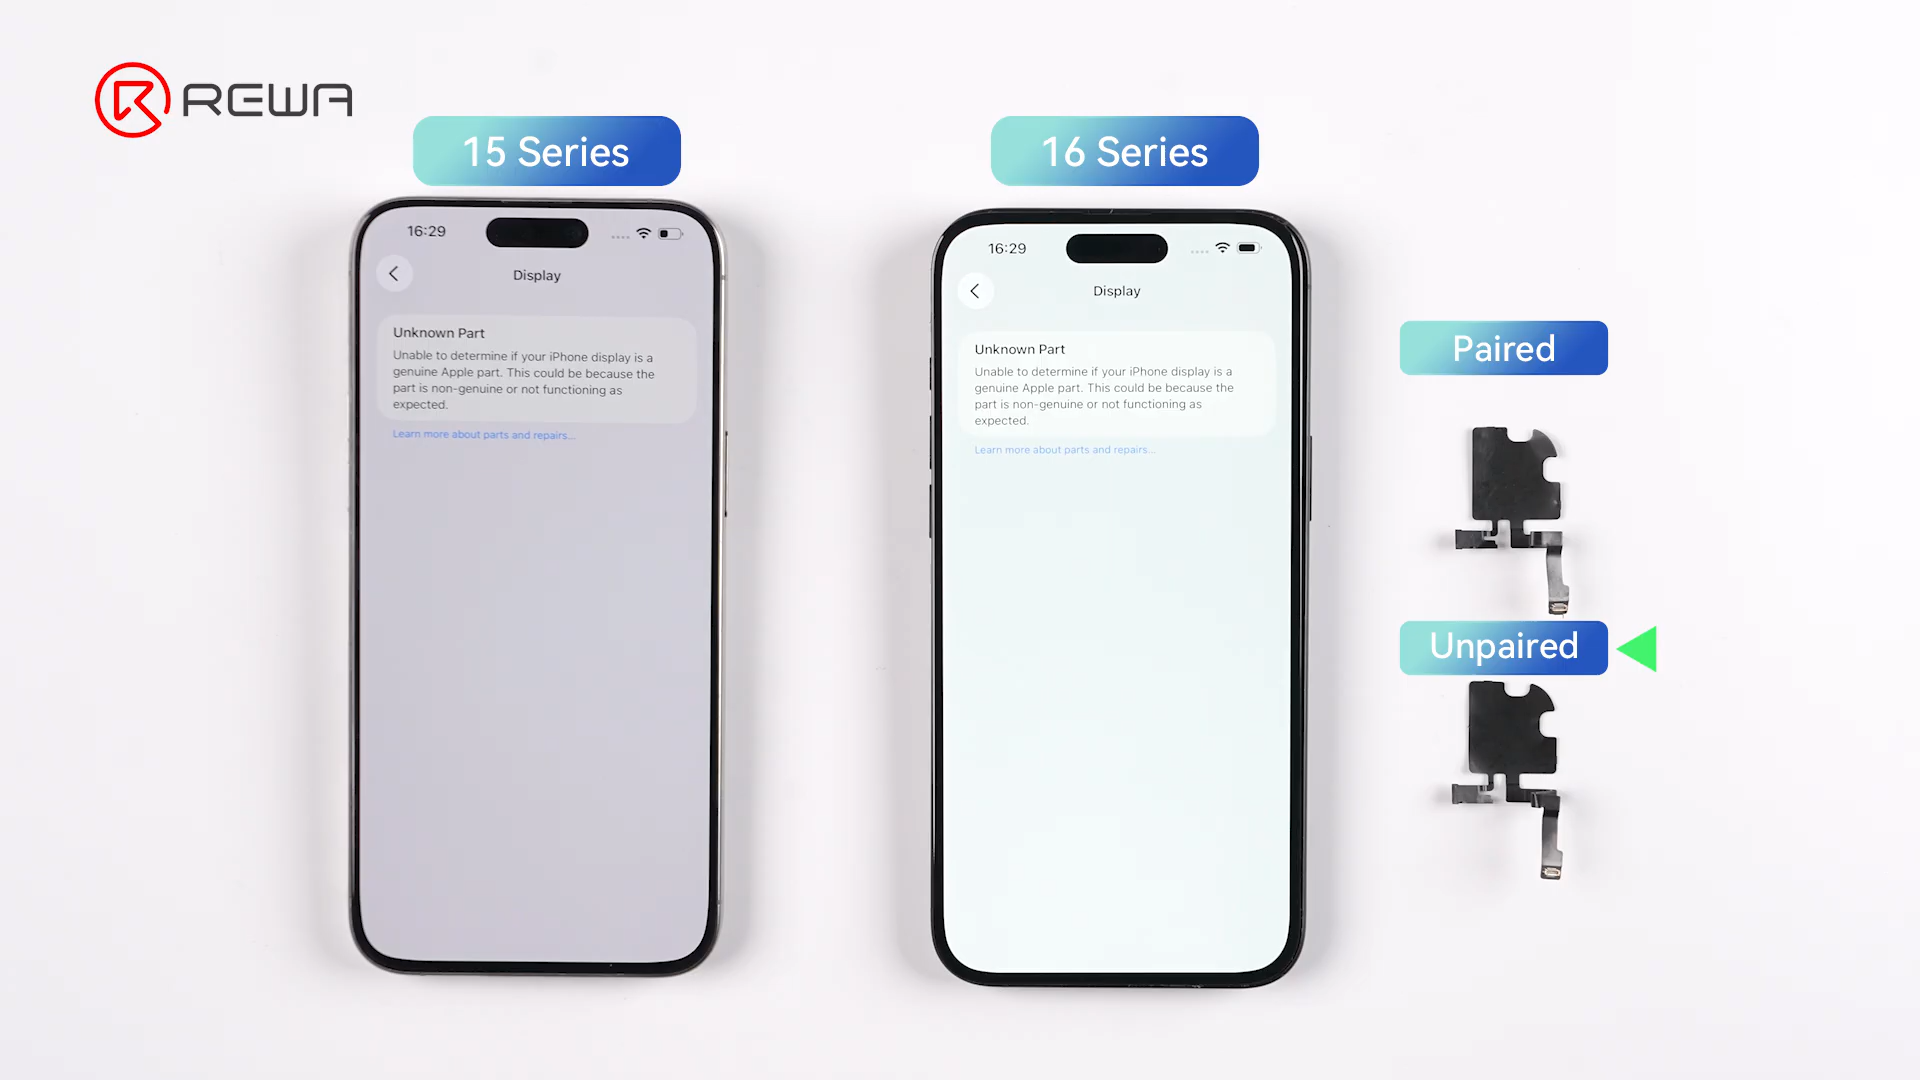 REWA
15 Series
16:29
Display
Unknown Part
Unable to determine if your iPhone display is a
genuine Apple part. This could be because the
part is non-genuine or not functioning as
expected.
Learn more about parts and repairs...
16 Series
16:29
Display
Unknown Part
Unable to determine if your iPhone display is a
genuine Apple part. This could be because the
part is non-genuine or not functioning as
expected.
Learn more about parts and repairs...
Paired
Unpaired